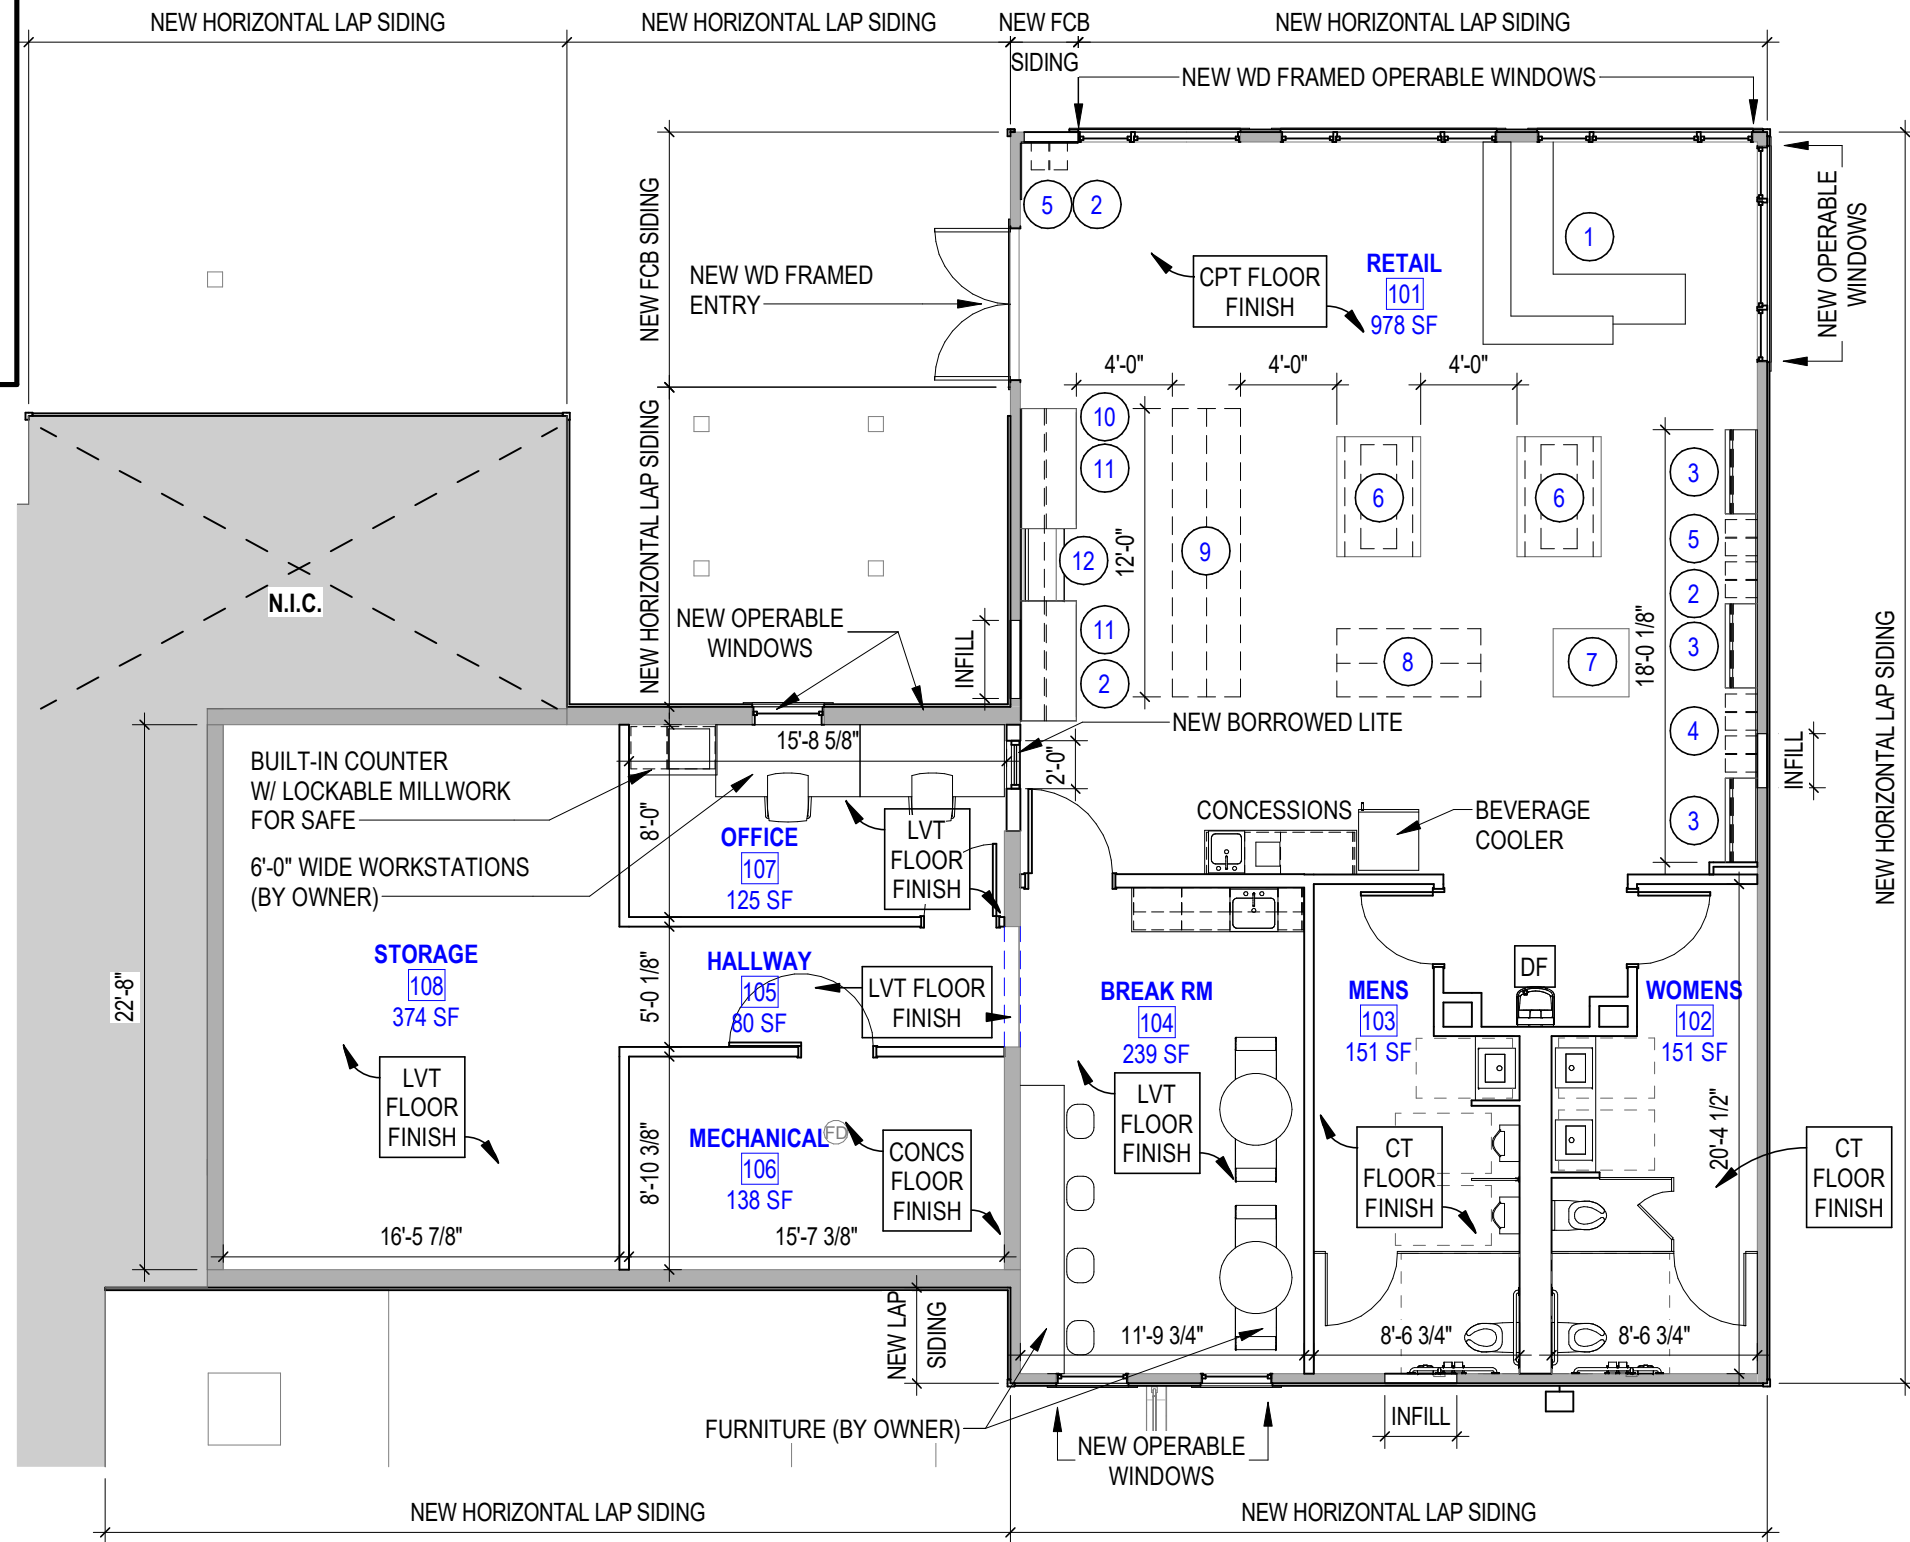 NEW HORIZONTAL LAP SIDING
NEW HORIZONTAL LAP SIDING
NEW FCB
SIDING
NEW HORIZONTAL LAP SIDING
NEW WD FRAMED OPERABLE WINDOWS
NEW OPERABLE
WINDOWS
NEW FCB SIDING
NEW WD FRAMED
ENTRY
5
2
1
CPT FLOOR
FINISH
RETAIL
101
978 SF
4'-0"
4'-0"
4'-0"
NEW HORIZONTAL LAP SIDING
10
11
12
11
2
12'-0"
9
6
6
8
7
3
5
2
3
4
3
18'-0 1/8"
INFILL
NEW HORIZONTAL LAP SIDING
N.I.C.
NEW OPERABLE
WINDOWS
INFILL
NEW BORROWED LITE
2'-0"
15'-8 5/8"
BUILT-IN COUNTER
W/ LOCKABLE MILLWORK
FOR SAFE
6'-0" WIDE WORKSTATIONS
(BY OWNER)
8'-0"
OFFICE
107
125 SF
LVT
FLOOR
FINISH
CONCESSIONS
BEVERAGE
COOLER
STORAGE
108
374 SF
22'-8"
LVT
FLOOR
FINISH
16'-5 7/8"
5'-0 1/8"
HALLWAY
105
80 SF
LVT FLOOR
FINISH
8'-10 3/8"
MECHANICAL
FD
106
138 SF
CONCS
FLOOR
FINISH
15'-7 3/8"
BREAK RM
104
239 SF
LVT
FLOOR
FINISH
11'-9 3/4"
MENS
103
151 SF
CT
FLOOR
FINISH
8'-6 3/4"
DF
WOMENS
102
151 SF
20'-4 1/2"
CT
FLOOR
FINISH
8'-6 3/4"
NEW LAP
SIDING
FURNITURE (BY OWNER)
NEW OPERABLE
WINDOWS
INFILL
NEW HORIZONTAL LAP SIDING
NEW HORIZONTAL LAP SIDING